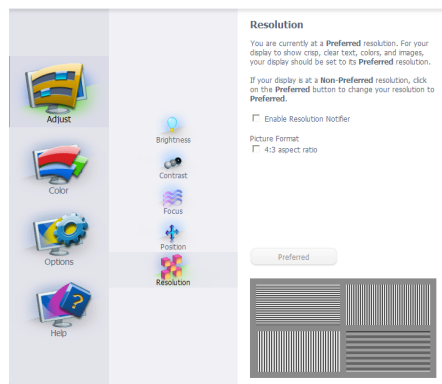 Adjust
Color
Options
Help
Brightness
Contrast
Focus
Position
Resolution
Resolution
You are currently at a Preferred resolution. For your
display to show crisp, clear text, colors, and images,
your display should be set to its Preferred resolution.
If your display is at a Non-Preferred resolution, click
on the Preferred button to change your resolution to
Preferred.
Enable Resolution Notifier
Picture Format
4:3 aspect ratio
Preferred